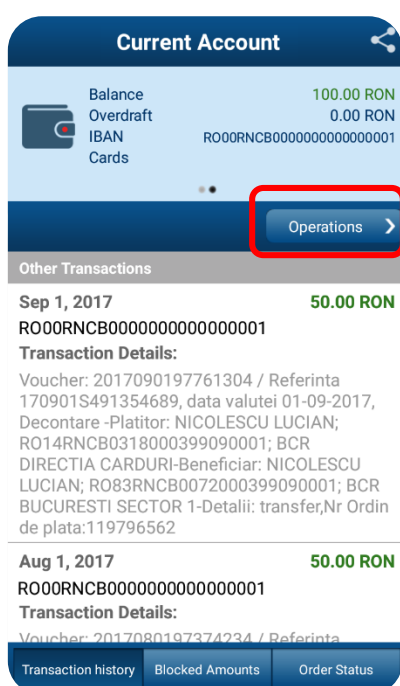 Current Account
Balance 100.00 RON
Overdraft 0.00 RON
IBAN RO00RNCB0000000000000001
Cards
Operations
Other Transactions
Sep 1, 2017 50.00 RON
RO00RNCB0000000000000001
Transaction Details:
Voucher: 2017090197761304 / Referinta
170901S491354689, data valutei 01-09-2017,
Decontare -Platitor: NICOLESCU LUCIAN;
RO14RNCB0318000399090001; BCR
DIRECTIA CARDURI-Beneficiar: NICOLESCU
LUCIAN; RO83RNCB0072000399090001; BCR
BUCURESTI SECTOR 1-Detalii: transfer,Nr Ordin
de plata:119796562
Aug 1, 2017 50.00 RON
RO00RNCB0000000000000001
Transaction Details:
Voucher: 2017080197374234 / Referinta
Transaction history Blocked Amounts Order Status